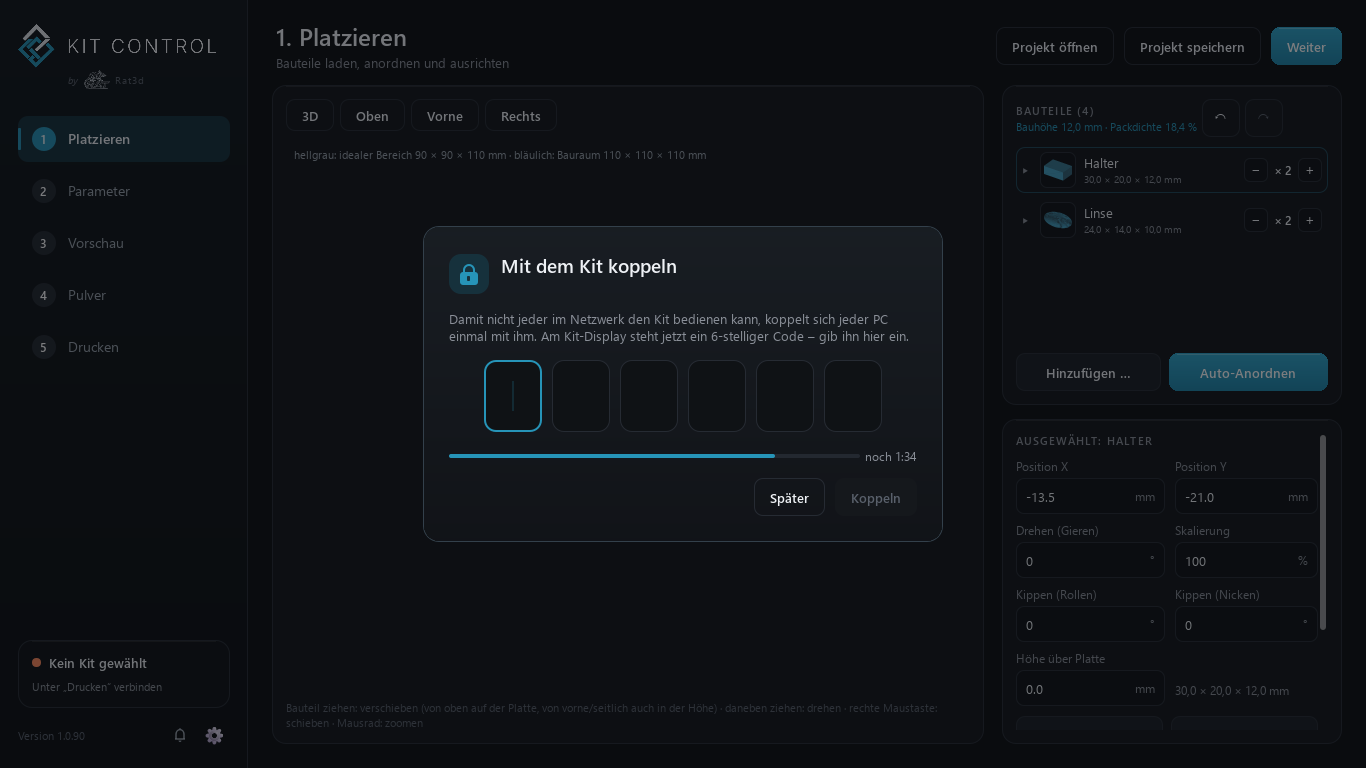 KIT CONTROL
by Rat3d
1 Platzieren
2 Parameter
3 Vorschau
4 Pulver
5 Drucken
Kein Kit gewählt
Unter „Drucken“ verbinden
Version 1.0.90
1. Platzieren
Bauteile laden, anordnen und ausrichten
Projekt öffnen
Projekt speichern
Weiter
3D
Oben
Vorne
Rechts
hellgrau: idealer Bereich 90 × 90 × 110 mm · bläulich: Bauraum 110 × 110 × 110 mm
Mit dem Kit koppeln
Damit nicht jeder im Netzwerk den Kit bedienen kann, koppelt sich jeder PC
einmal mit ihm. Am Kit-Display steht jetzt ein 6-stelliger Code – gib ihn hier ein.
noch 1:34
Später
Koppeln
Bauteil ziehen: verschieben (von oben auf der Platte, von vorne/seitlich auch in der Höhe) · daneben ziehen: drehen · rechte Maustaste:
schieben · Mausrad: zoomen
BAUTEILE (4)
Bauhöhe 12,0 mm · Packdichte 18,4 %
Halter
30,0 × 20,0 × 12,0 mm
− × 2 +
Linse
24,0 × 14,0 × 10,0 mm
− × 2 +
Hinzufügen ...
Auto-Anordnen
AUSGEWÄHLT: HALTER
Position X
Position Y
-13.5 mm
-21.0 mm
Drehen (Gieren)
Skalierung
0 °
100 %
Kippen (Rollen)
Kippen (Nicken)
0 °
0 °
Höhe über Platte
0.0 mm
30,0 × 20,0 × 12,0 mm